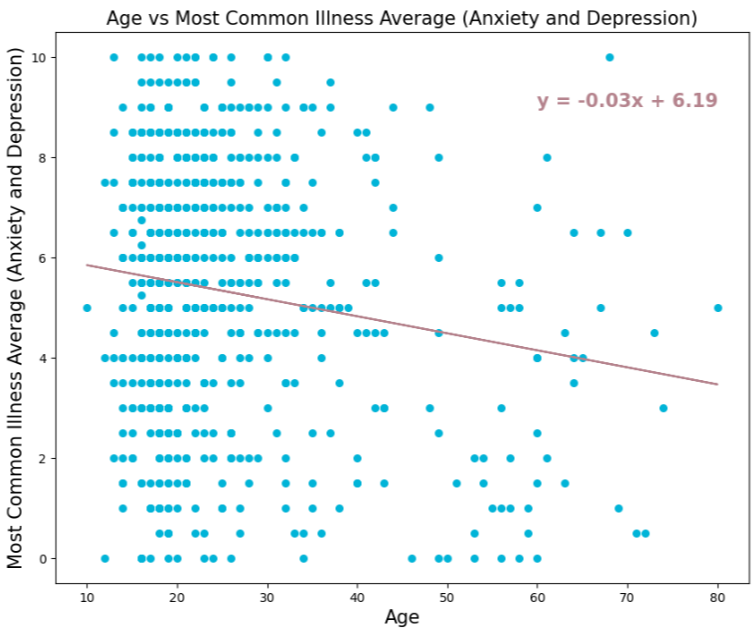 Age vs Most Common Illness Average (Anxiety and Depression)
Most Common Illness Average (Anxiety and Depression)
y = -0.03x + 6.19
10
8
6
4
2
0
10 20 30 40 50 60 70 80
Age